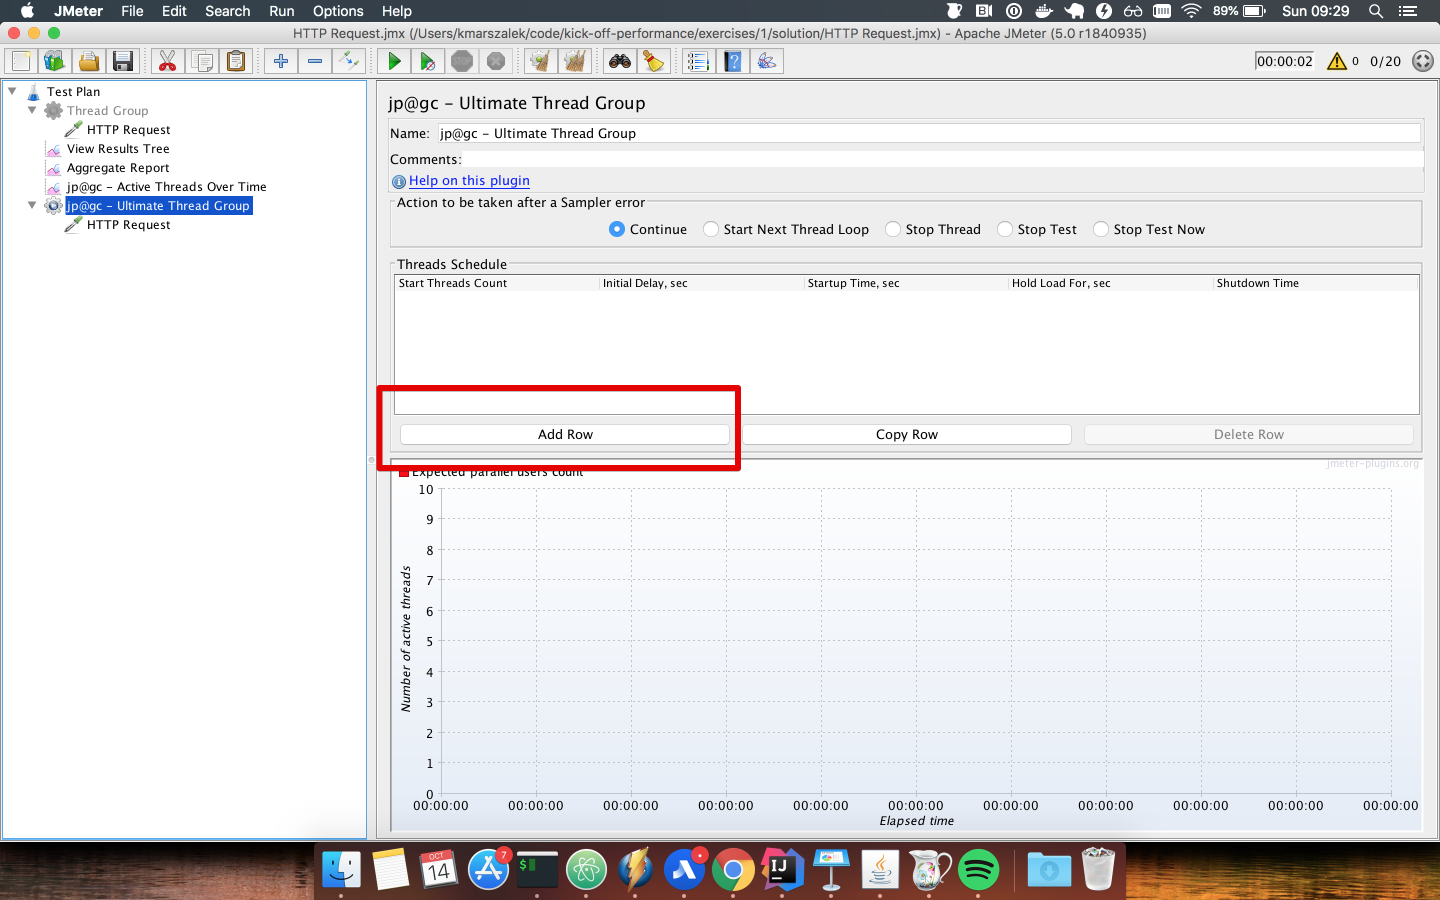 JMeter File Edit Search Run Options Help 89% Sun 09:29
HTTP Request.jmx (/Users/kmarszalek/code/kick-off-performance/exercises/1/solution/HTTP Request.jmx) - Apache JMeter (5.0 r1840935)
STOP 00:00:02 0 0/20
Test Plan
Thread Group
HTTP Request
View Results Tree
Aggregate Report
jp@gc - Active Threads Over Time
jp@gc - Ultimate Thread Group
HTTP Request
jp@gc - Ultimate Thread Group
Name: jp@gc - Ultimate Thread Group
Comments:
Help on this plugin
Action to be taken after a Sampler error
Continue Start Next Thread Loop Stop Thread Stop Test Stop Test Now
Threads Schedule
Start Threads Count Initial Delay, sec Startup Time, sec Hold Load For, sec Shutdown Time
Add Row Copy Row Delete Row
jmeter-plugins.org
Expected parallel users count
10
9
8
7
6
5
4
3
2
1
0
Number of active threads
00:00:00 00:00:00 00:00:00 00:00:00 00:00:00 00:00:00 00:00:00 00:00:00 00:00:00 00:00:00 00:00:00
Elapsed time
OCT
14
7
$
IJ